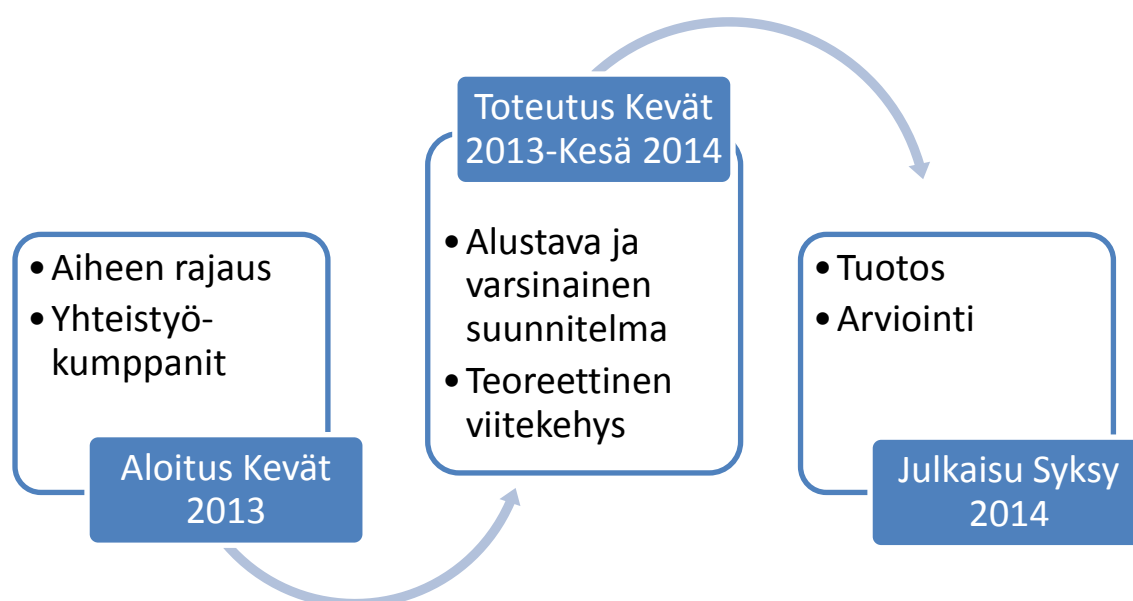 • Aiheen rajaus
• Yhteistyö-
kumppanit
Aloitus Kevät
2013
Toteutus Kevät
2013-Kesä 2014
• Alustava ja
varsinainen
suunnitelma
• Teoreettinen
viitekehys
• Tuotos
• Arviointi
Julkaisu Syksy
2014